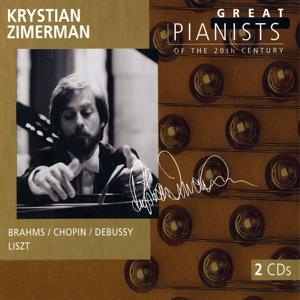 KRYSTIAN
ZIMERMAN
GREAT
PIANISTS
OF THE 20TH CENTURY
BRAHMS / CHOPIN / DEBUSSY
LISZT
2 CDs